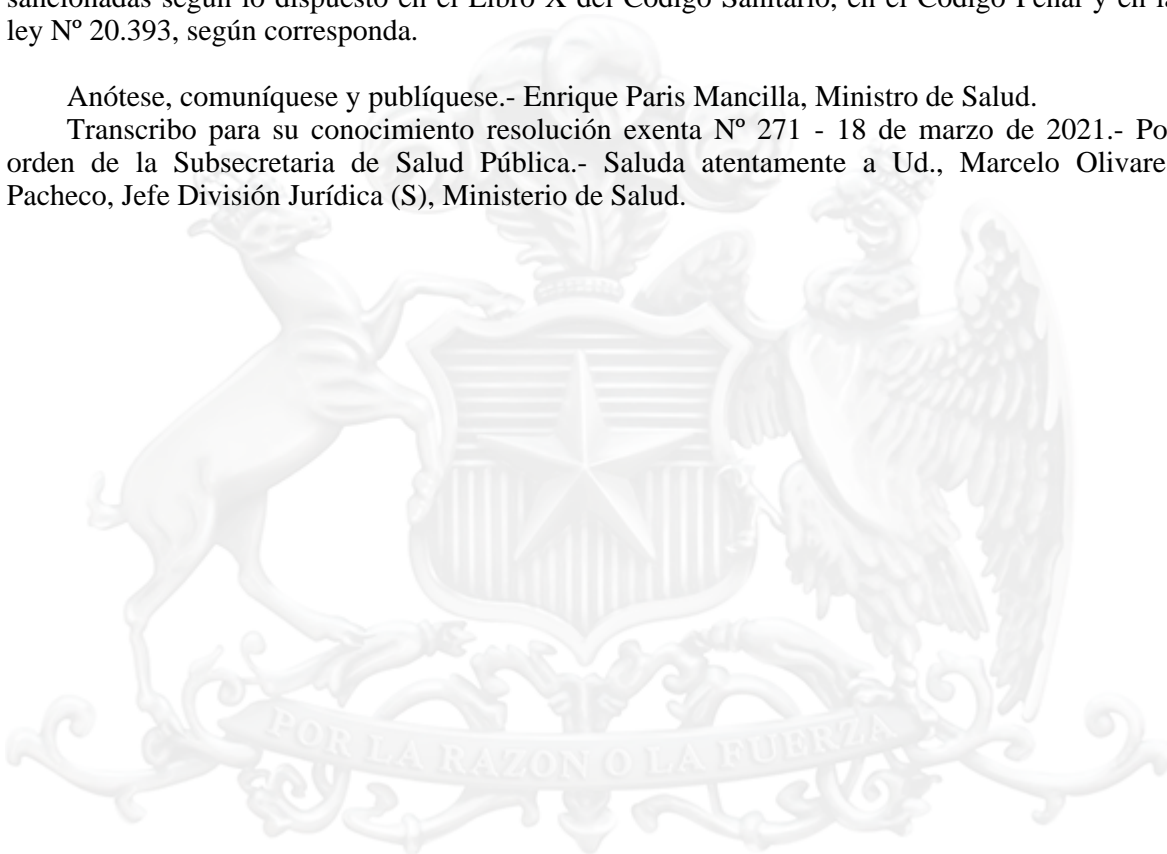 sancionadas según lo dispuesto en el Libro X del Código Sanitario, en el Código Penal y en la
ley Nº 20.393, según corresponda.
Anótese, comuníquese y publíquese.- Enrique Paris Mancilla, Ministro de Salud.
Transcribo para su conocimiento resolución exenta Nº 271 - 18 de marzo de 2021.- Po
orden de la Subsecretaria de Salud Pública.- Saluda atentamente a Ud., Marcelo Olivare
Pacheco, Jefe División Jurídica (S), Ministerio de Salud.
POR LA RAZON O LA FUERZA